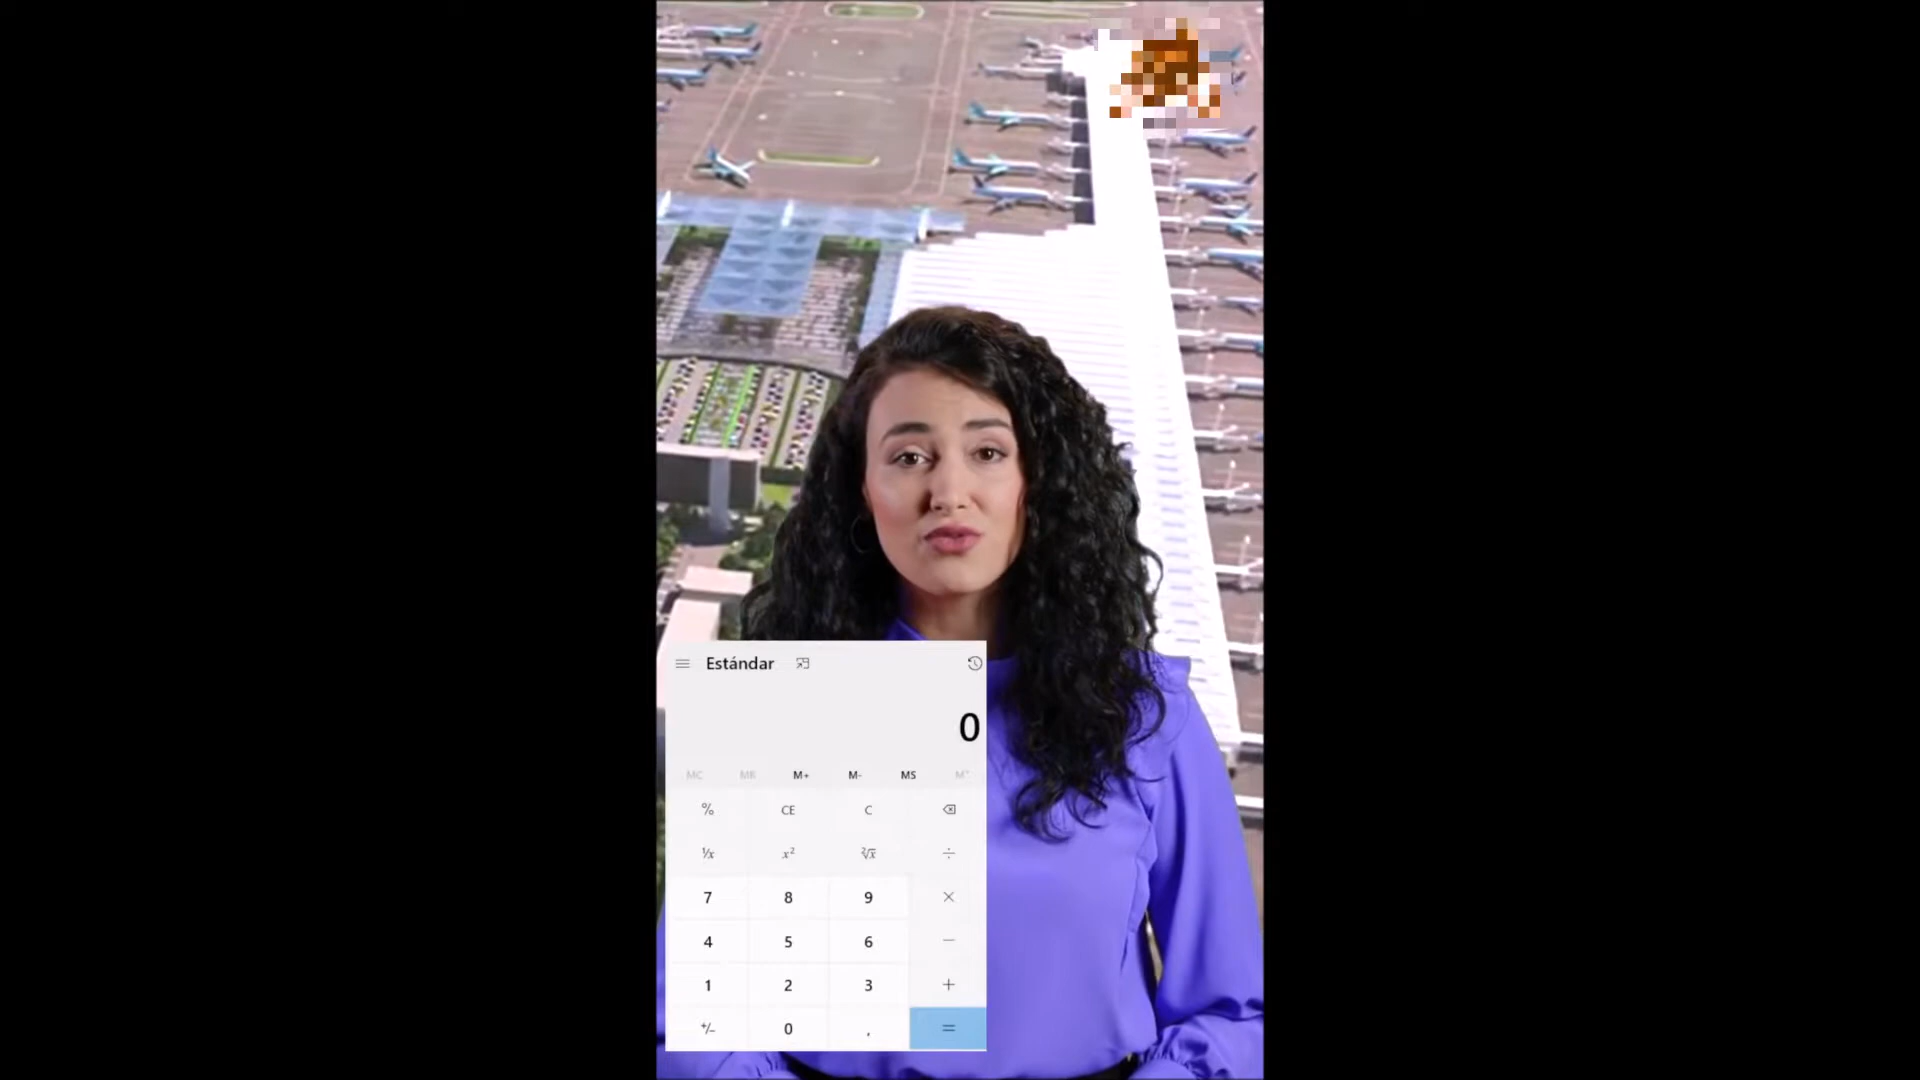 Estándar
0
MC MR M+ M- MS M˅
% CE C
⅟x x² ²√x ÷
7 8 9 ×
4 5 6 −
1 2 3 +
+/− 0 , =